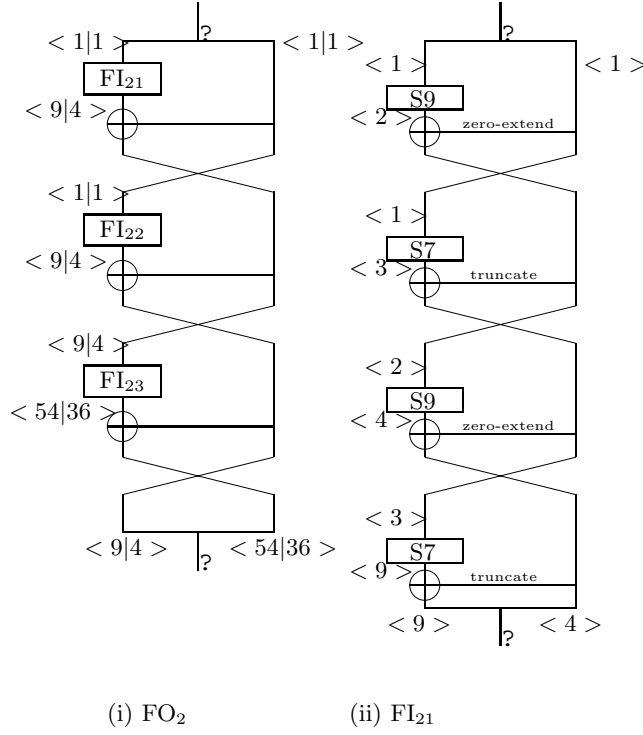 ?
< 1|1 >
< 1|1 >
FI21
< 9|4 >
< 1|1 >
FI22
< 9|4 >
< 9|4 >
FI23
< 54|36 >
< 9|4 >
< 54|36 >
?
(i) FO2
?
< 1 >
< 1 >
S9
< 2 >
zero-extend
< 1 >
S7
< 3 >
truncate
< 2 >
S9
< 4 >
zero-extend
< 3 >
S7
< 9 >
truncate
< 9 >
< 4 >
?
(ii) FI21